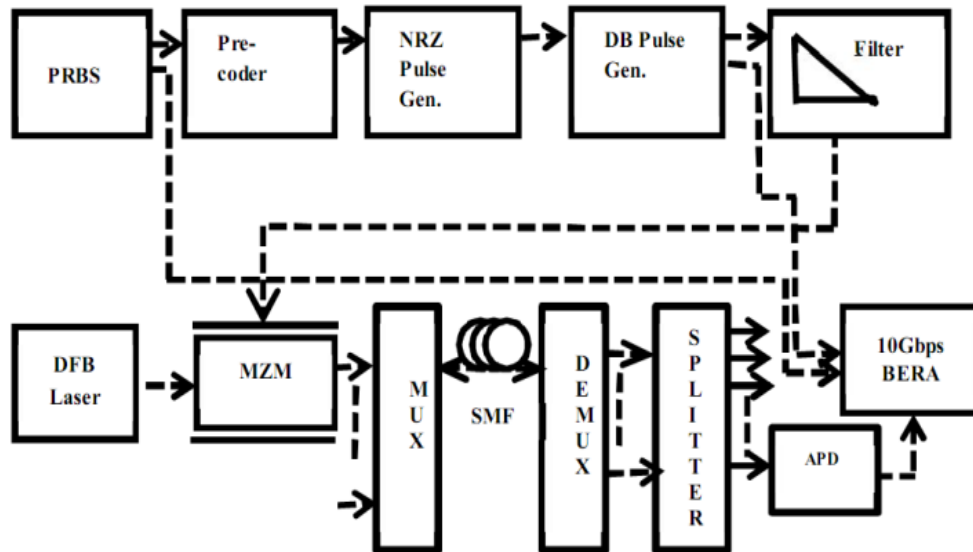 PRBS
Pre-
coder
NRZ
Pulse
Gen.
DB Pulse
Gen.
Filter
DFB
Laser
MZM
M
U
X
SMF
D
E
M
U
X
S
P
L
I
T
T
E
R
10Gbps
BERA
APD